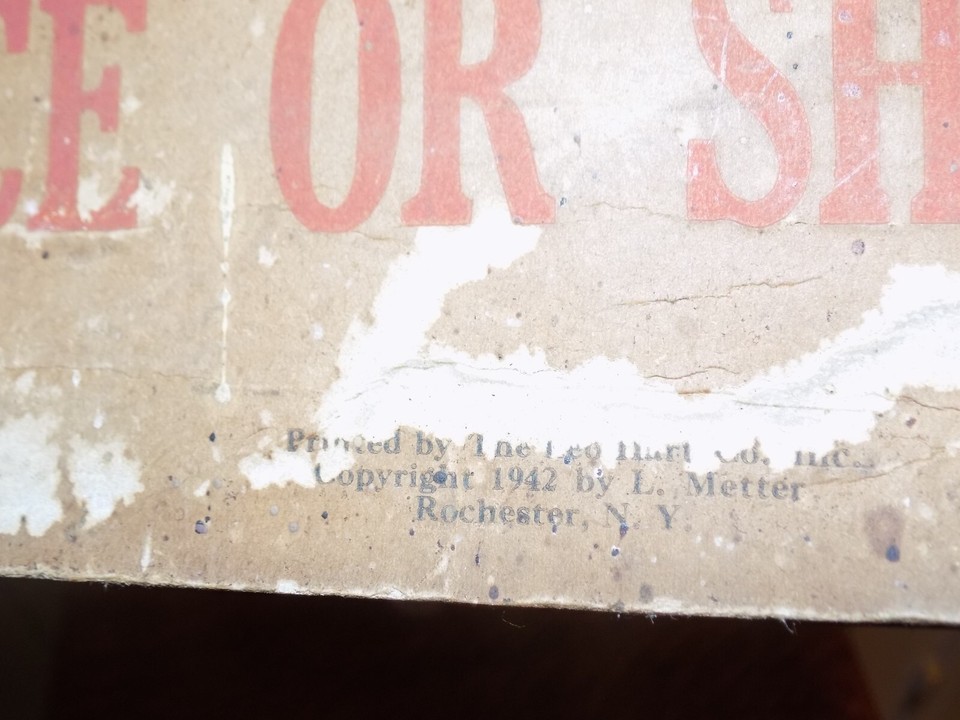 CE OR SH
Printed by The Leo Hart Co. Inc.
Copyright 1942 by L. Metter
Rochester, N. Y.